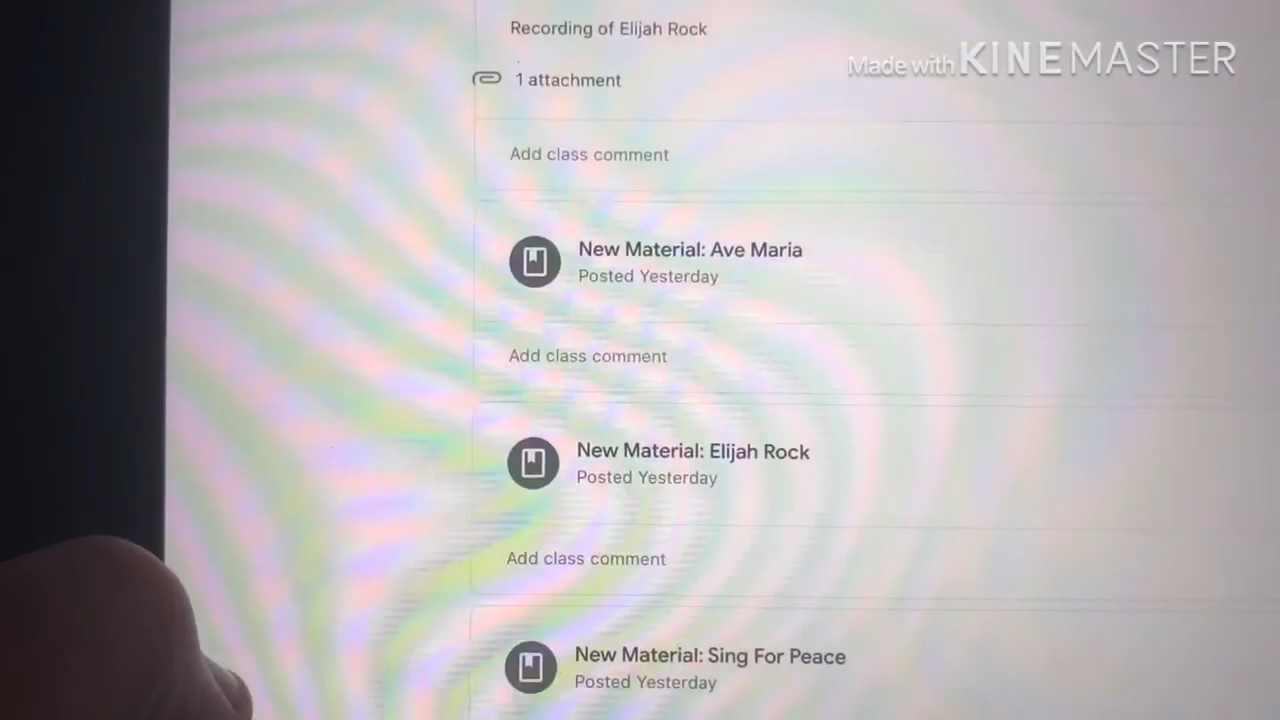 Recording of Elijah Rock
Made with KINEMASTER
1 attachment
Add class comment
New Material: Ave Maria
Posted Yesterday
Add class comment
New Material: Elijah Rock
Posted Yesterday
Add class comment
New Material: Sing For Peace
Posted Yesterday